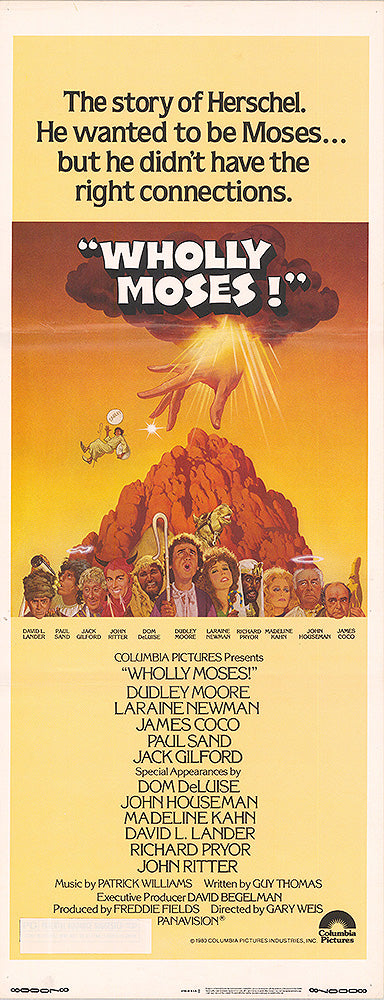 The story of Herschel.
He wanted to be Moses...
but he didn't have the
right connections.
"WHOLLY
MOSES!"
DAVID L. LANDER PAUL SAND JACK GILFORD JOHN RITTER DOM DeLUISE DUDLEY MOORE LARAINE NEWMAN RICHARD PRYOR MADELINE KAHN JOHN HOUSEMAN JAMES COCO
COLUMBIA PICTURES Presents
"WHOLLY MOSES!"
DUDLEY MOORE
LARAINE NEWMAN
JAMES COCO
PAUL SAND
JACK GILFORD
Special Appearances by
DOM DeLUISE
JOHN HOUSEMAN
MADELINE KAHN
DAVID L. LANDER
RICHARD PRYOR
JOHN RITTER
Music by PATRICK WILLIAMS Written by GUY THOMAS
Executive Producer DAVID BEGELMAN
Produced by FREDDIE FIELDS Directed by GARY WEIS
PANAVISION®
© 1980 COLUMBIA PICTURES INDUSTRIES, INC.
Columbia
Pictures